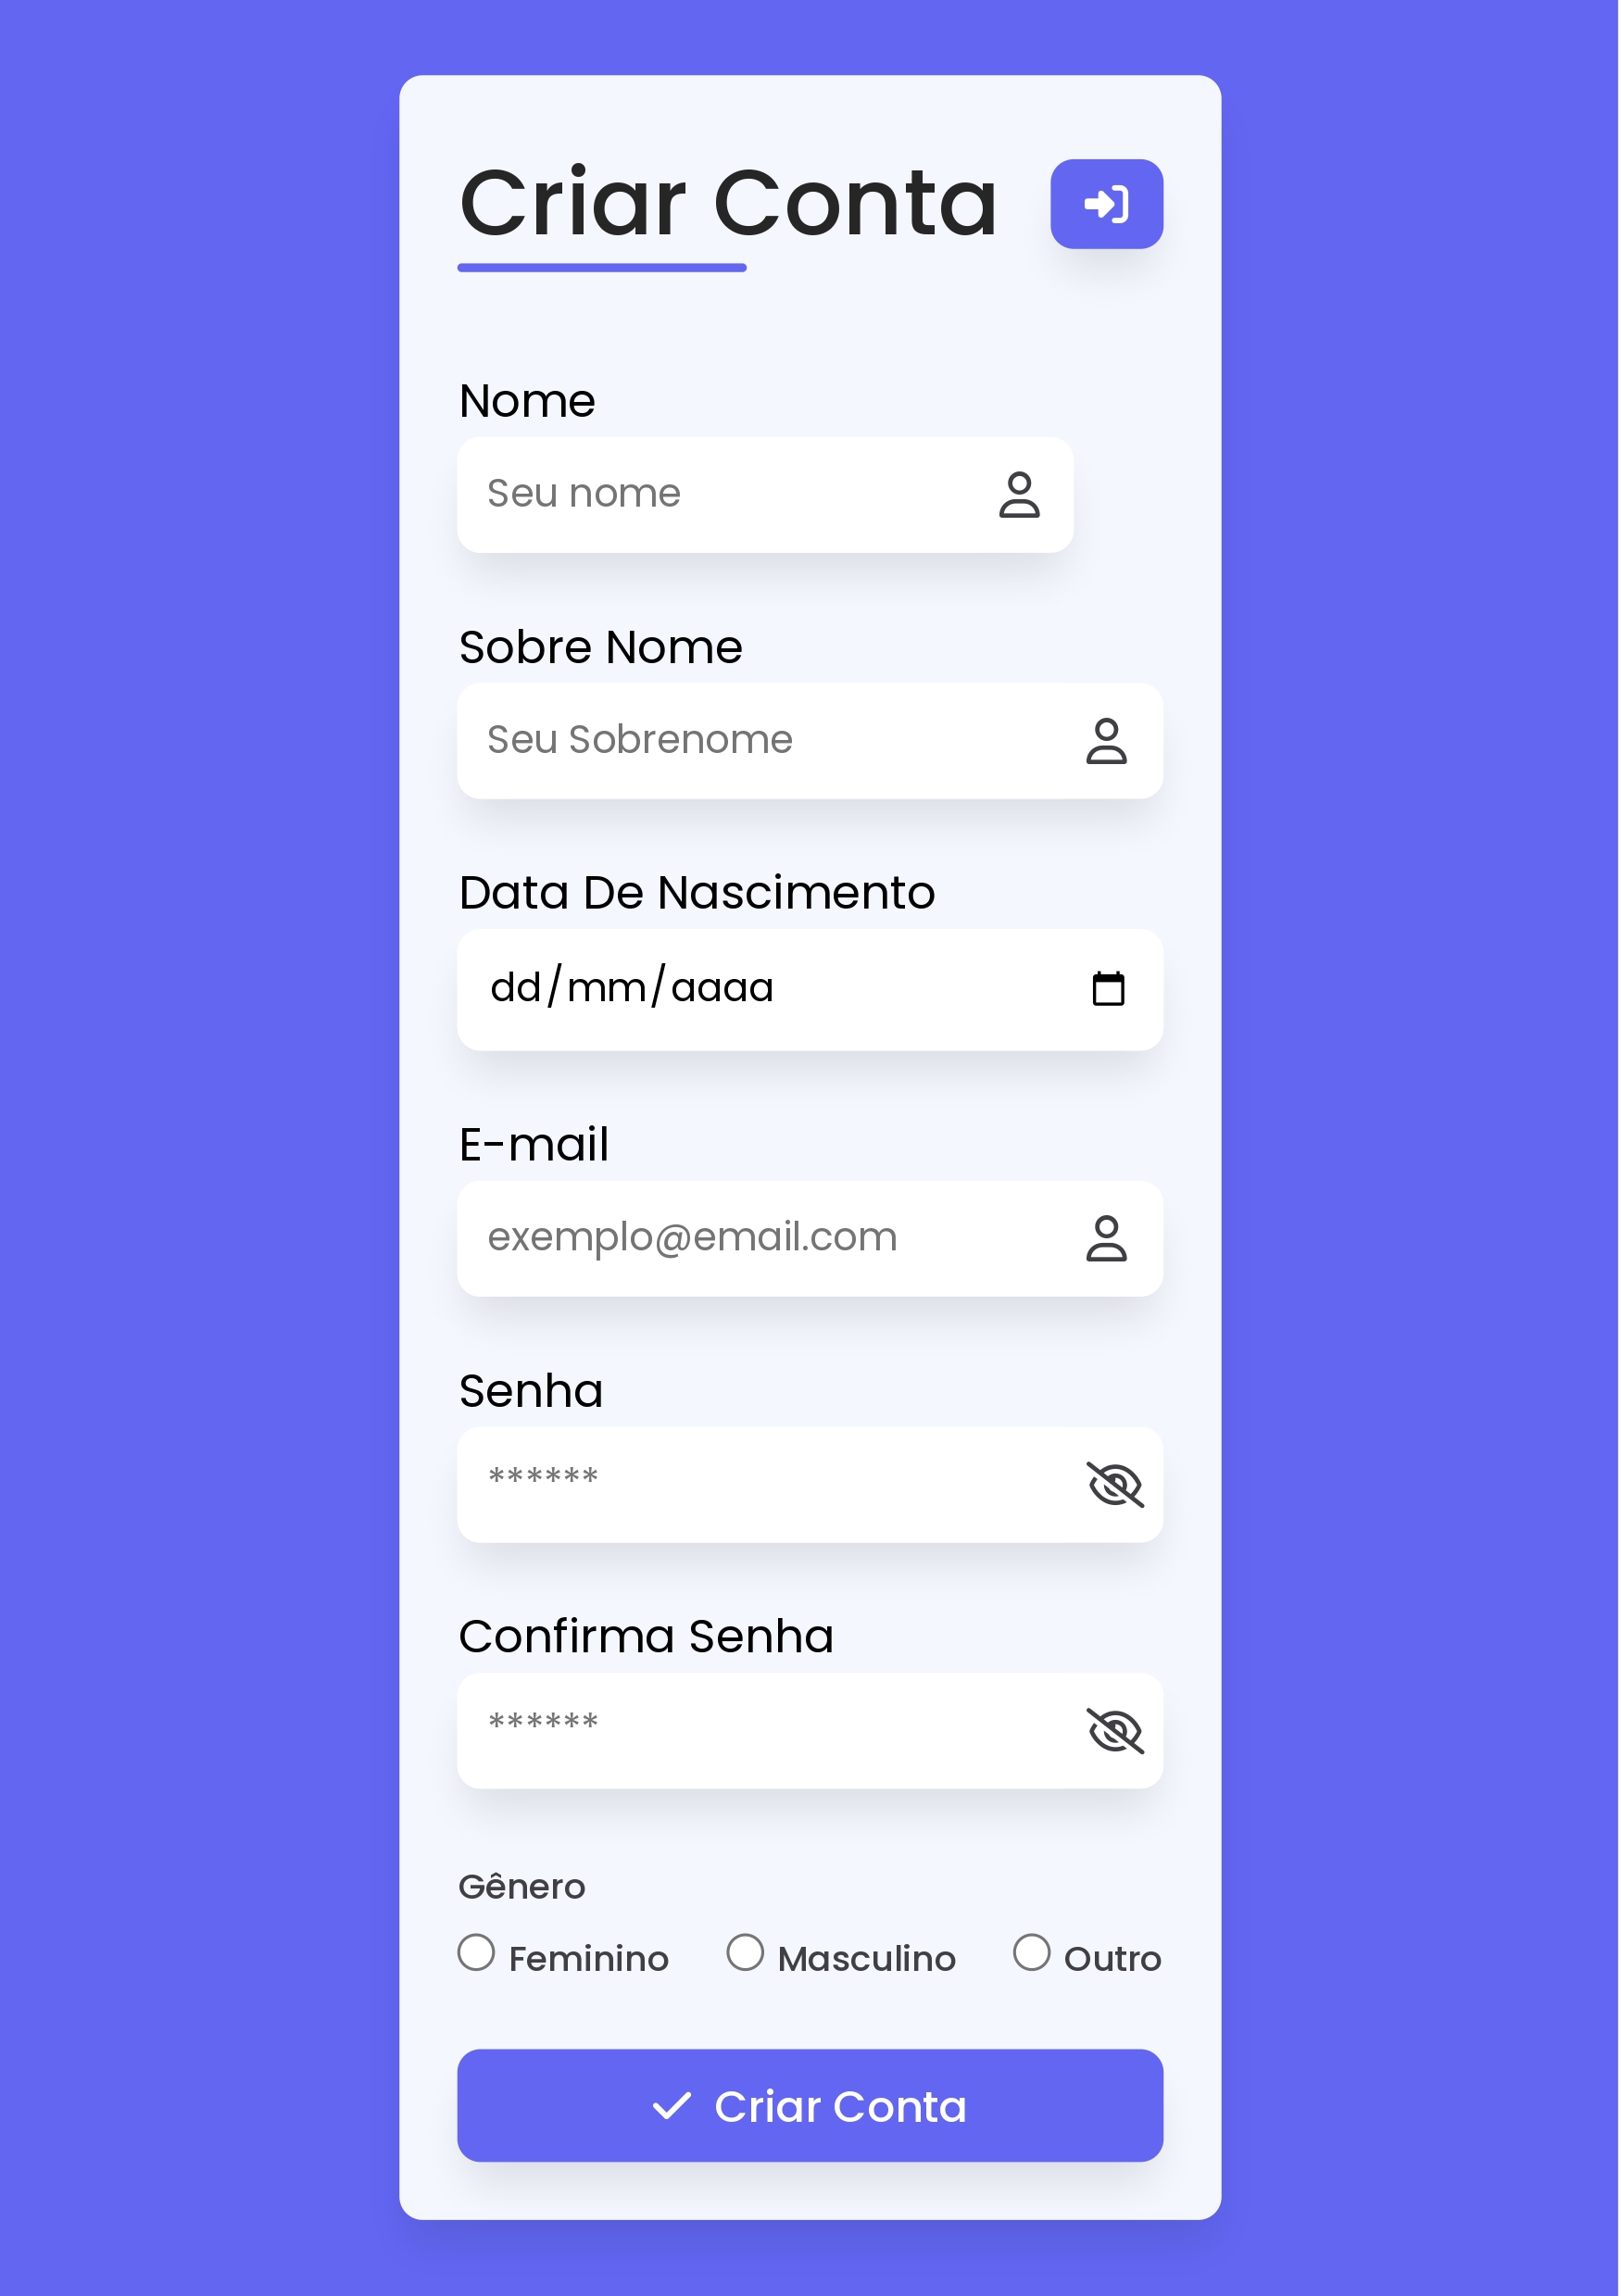 Criar Conta
Nome
Seu nome
Sobre Nome
Seu Sobrenome
Data De Nascimento
dd/mm/aaaa
E-mail
exemplo@email.com
Senha
******
Confirma Senha
******
Gênero
Feminino Masculino Outro
Criar Conta